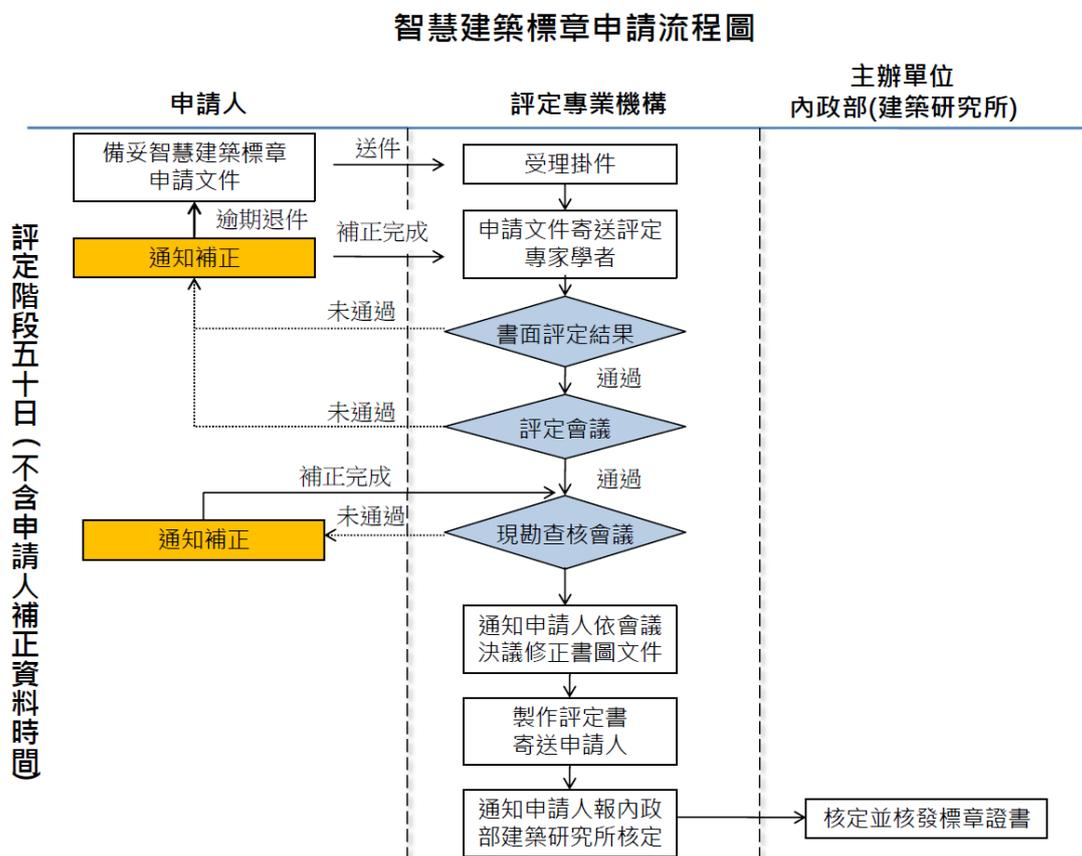 智慧建築標章申請流程圖
申請人
評定專業機構
主辦單位
內政部(建築研究所)
評定階段五十日(不含申請人補正資料時間)
備妥智慧建築標章
申請文件
送件
受理掛件
逾期退件
通知補正
補正完成
申請文件寄送評定
專家學者
未通過
書面評定結果
通過
未通過
評定會議
通過
補正完成
通知補正
未通過
現勘查核會議
通知申請人依會議
決議修正書圖文件
製作評定書
寄送申請人
通知申請人報內政
部建築研究所核定
核定並核發標章證書